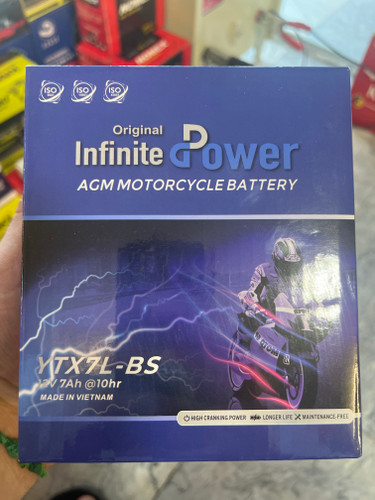 ISO ISO ISO
Original
Infinite Power
AGM MOTORCYCLE BATTERY
YTX7L-BS
12V 7Ah @10hr
MADE IN VIETNAM
HIGH CRANKING POWER LONGER LIFE MAINTENANCE-FREE